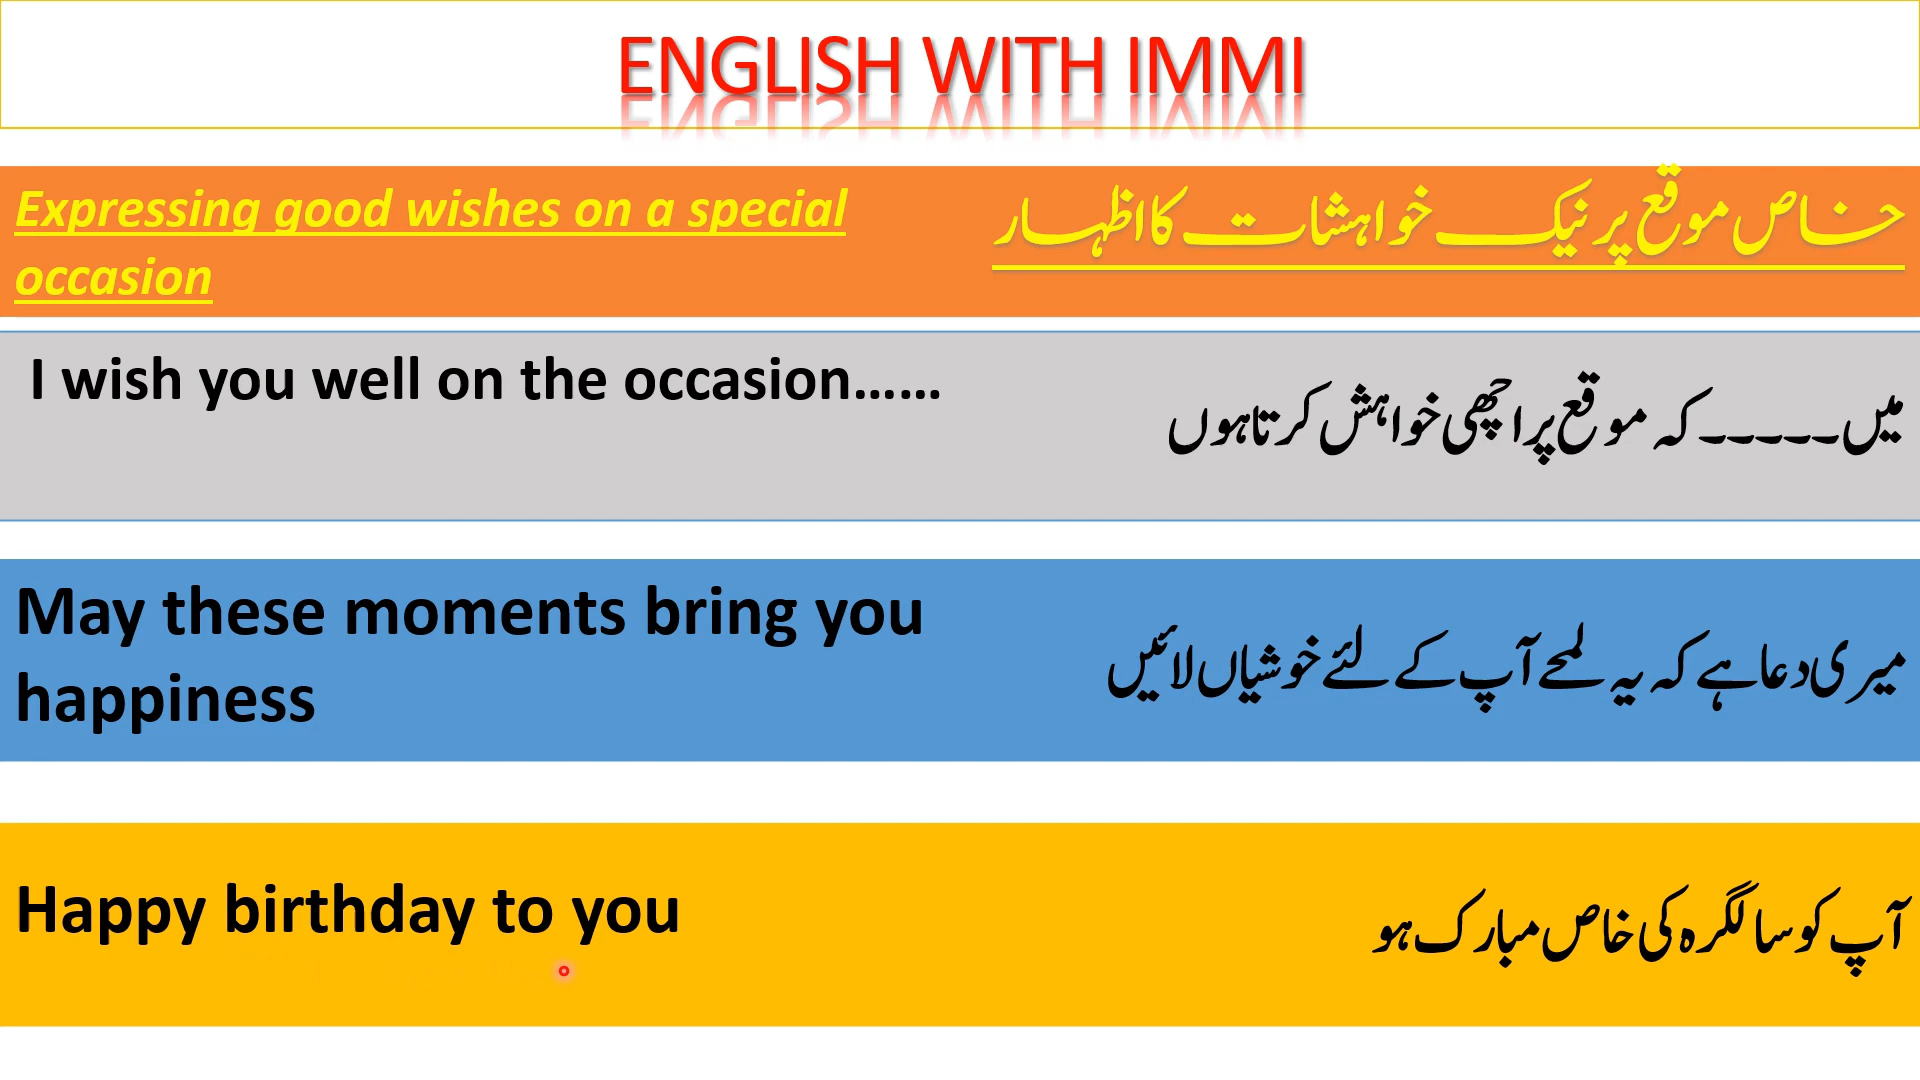 ENGLISH WITH IMMI
Expressing good wishes on a special
occasion
خاص موقع پر نیک خواہشات کا اظہار
I wish you well on the occasion……
میں ۔۔۔۔۔ کہ موقع پر اچھی خواہش کرتا ہوں
May these moments bring you
happiness
میری دعا ہے کہ یہ لمحے آپ کے لئے خوشیاں لائیں
Happy birthday to you
آپ کو سالگرہ کی خاص مبارک ہو